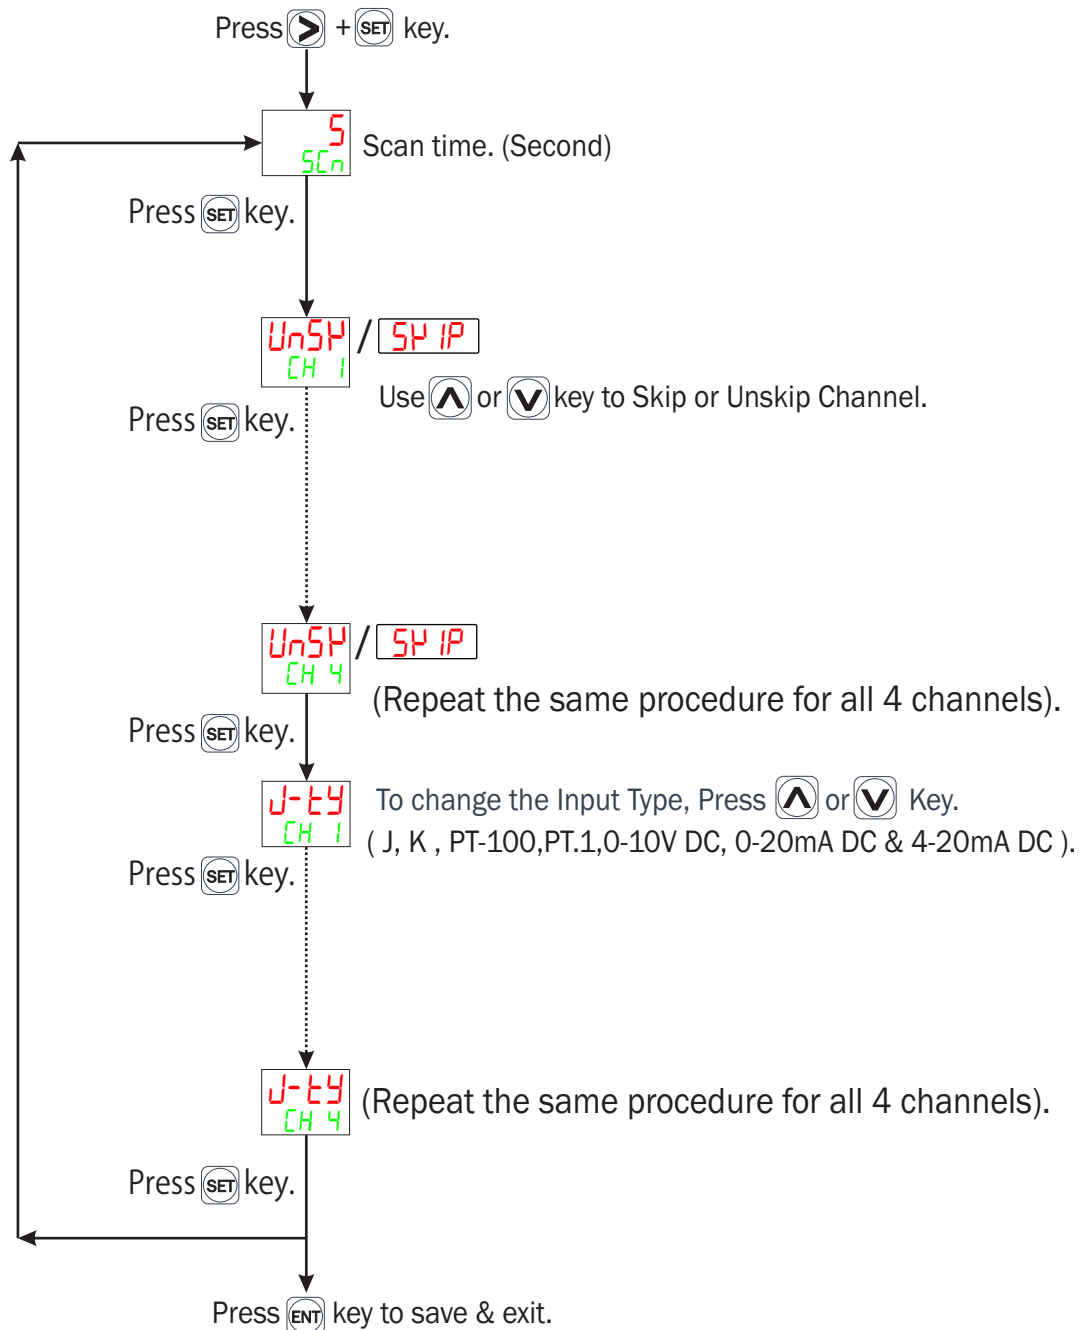 Press > + SET key.
5
SCn Scan time. (Second)
Press SET key.
UnSK / SKIP
CH 1
Use ∧ or ∨ key to Skip or Unskip Channel.
Press SET key.
UnSK / SKIP
CH 4
(Repeat the same procedure for all 4 channels).
Press SET key.
J-ty To change the Input Type, Press ∧ or ∨ Key.
CH 1 ( J, K , PT-100,PT.1,0-10V DC, 0-20mA DC & 4-20mA DC ).
Press SET key.
J-ty (Repeat the same procedure for all 4 channels).
CH 4
Press SET key.
Press ENT key to save & exit.